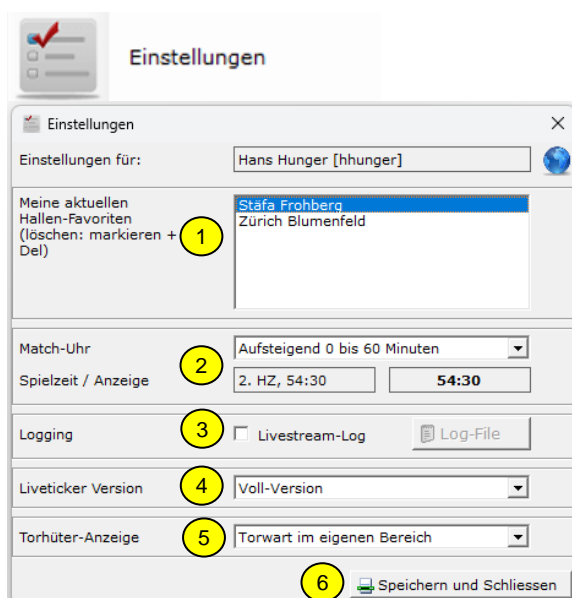 Einstellungen
Einstellungen
Einstellungen für:
Hans Hunger [hhunger]
Meine aktuellen
Hallen-Favoriten
(löschen: markieren +
Del)
1
Stäfa Frohberg
Zürich Blumenfeld
Match-Uhr
Aufsteigend 0 bis 60 Minuten
2
Spielzeit / Anzeige
2. HZ, 54:30
54:30
Logging
3
Livestream-Log
Log-File
Liveticker Version
4
Voll-Version
Torhüter-Anzeige
5
Torwart im eigenen Bereich
6
Speichern und Schliessen